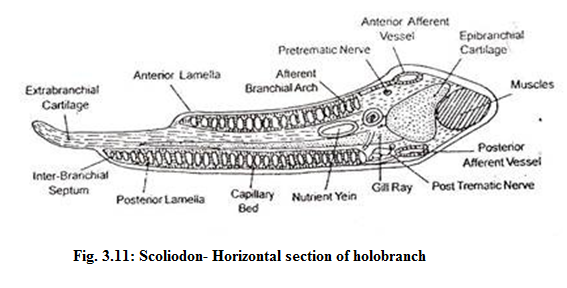 Anterior Afferent
Vessel
Epibranchial
Cartilage
Pretrematic Nerve
Afferent
Branchial Arch
Anterior Lamella
Muscles
Extrabranchial
Cartilage
Inter-Branchial
Septum
Posterior Lamella
Capillary
Bed
Nutrient Yein
Gill Ray
Post Trematic Nerve
Posterior
Afferent Vessel
Fig. 3.11: Scoliodon- Horizontal section of holobranch